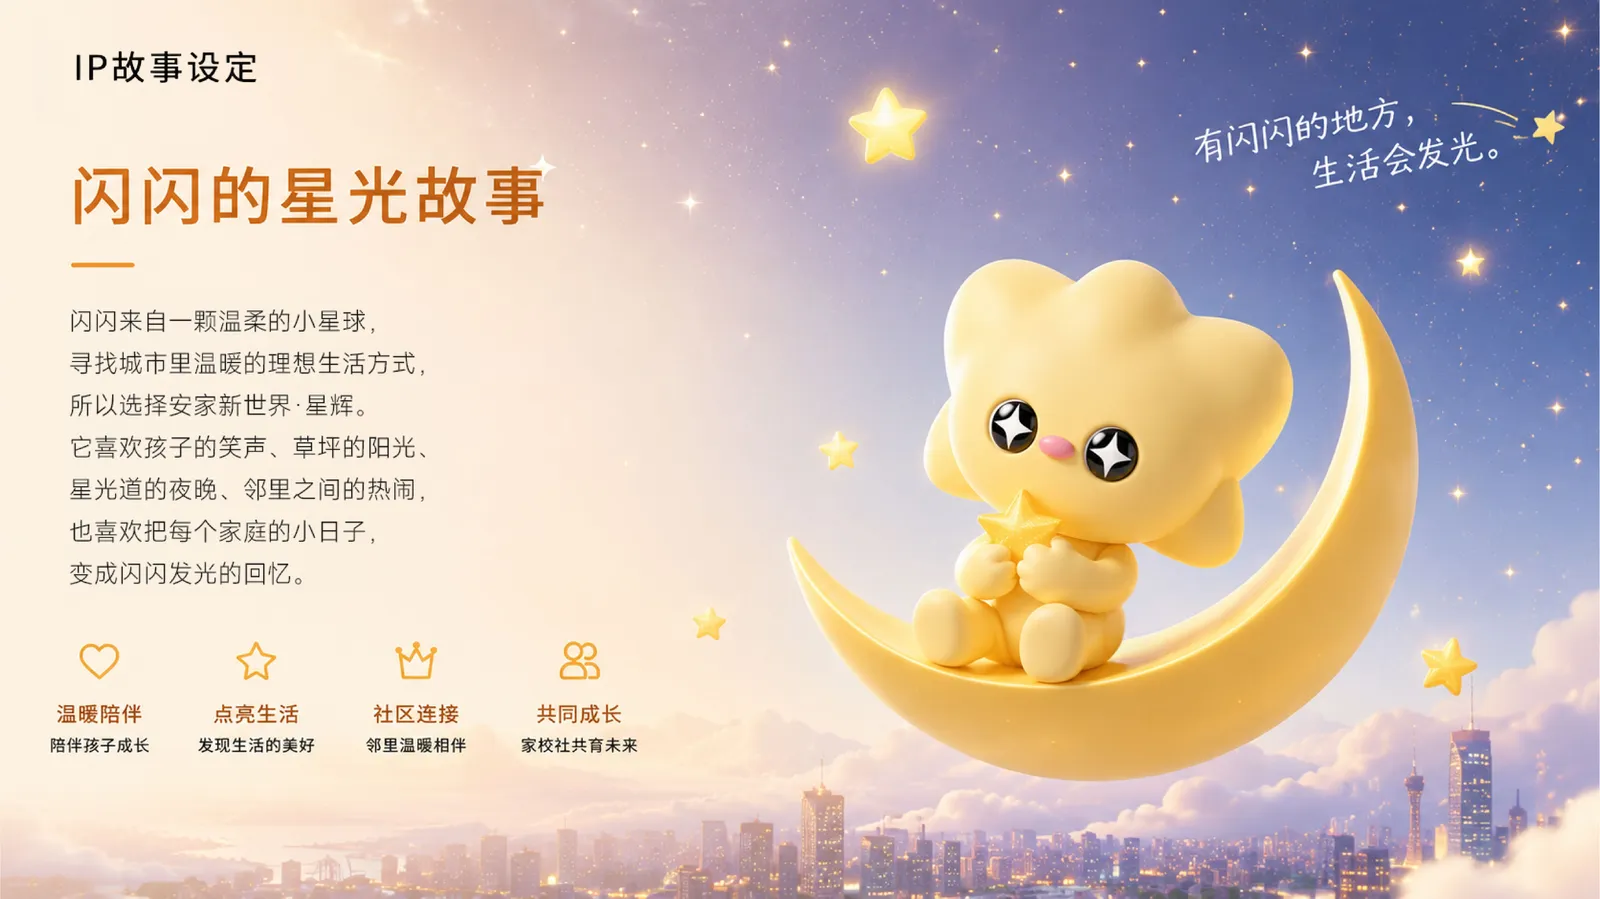 IP故事设定
有闪闪的地方，
生活会发光。
闪闪的星光故事
闪闪来自一颗温柔的小星球，
寻找城市里温暖的理想生活方式，
所以选择安家新世界·星辉。
它喜欢孩子的笑声、草坪的阳光、
星光道的夜晚、邻里之间的热闹，
也喜欢把每个家庭的小日子，
变成闪闪发光的回忆。
温暖陪伴
陪伴孩子成长
点亮生活
发现生活的美好
社区连接
邻里温暖相伴
共同成长
家校社共育未来